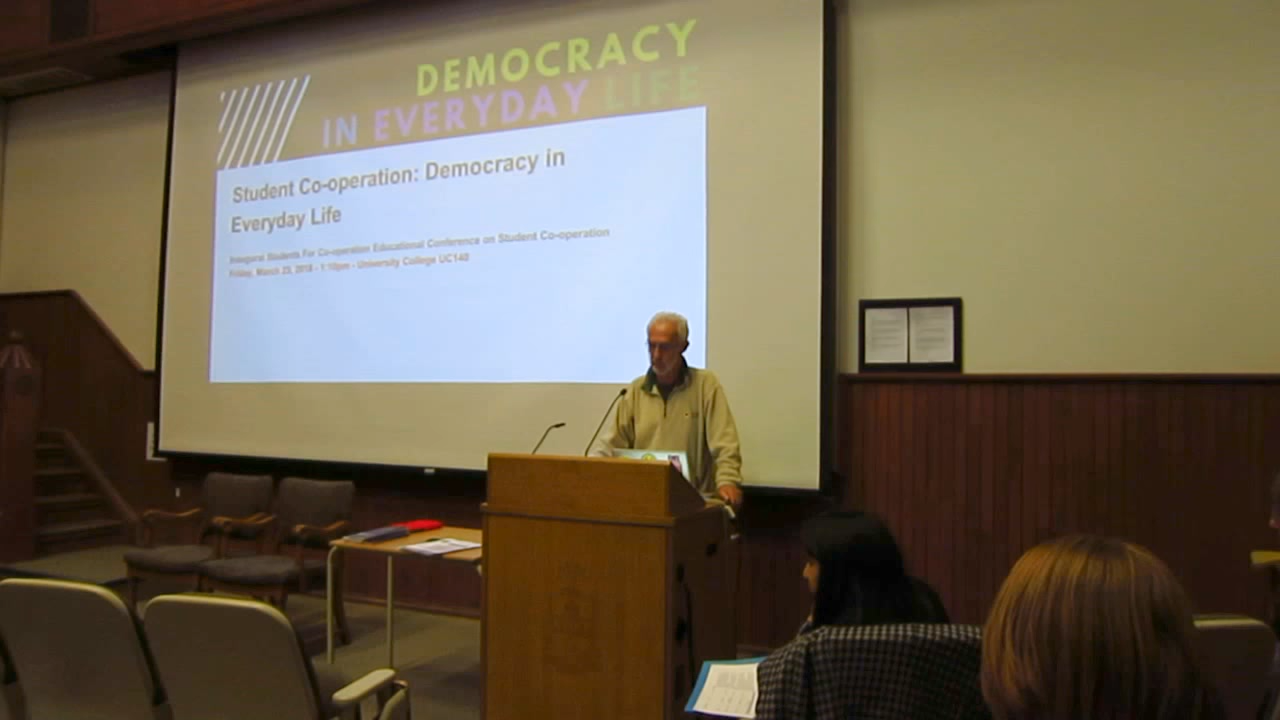 DEMOCRACY
IN EVERYDAY LIFE
Student Co-operation: Democracy in
Everyday Life
Inaugural Students For Co-operation Educational Conference on Student Co-operation
Friday, March 23, 2018 - 1:10pm - University College UC140